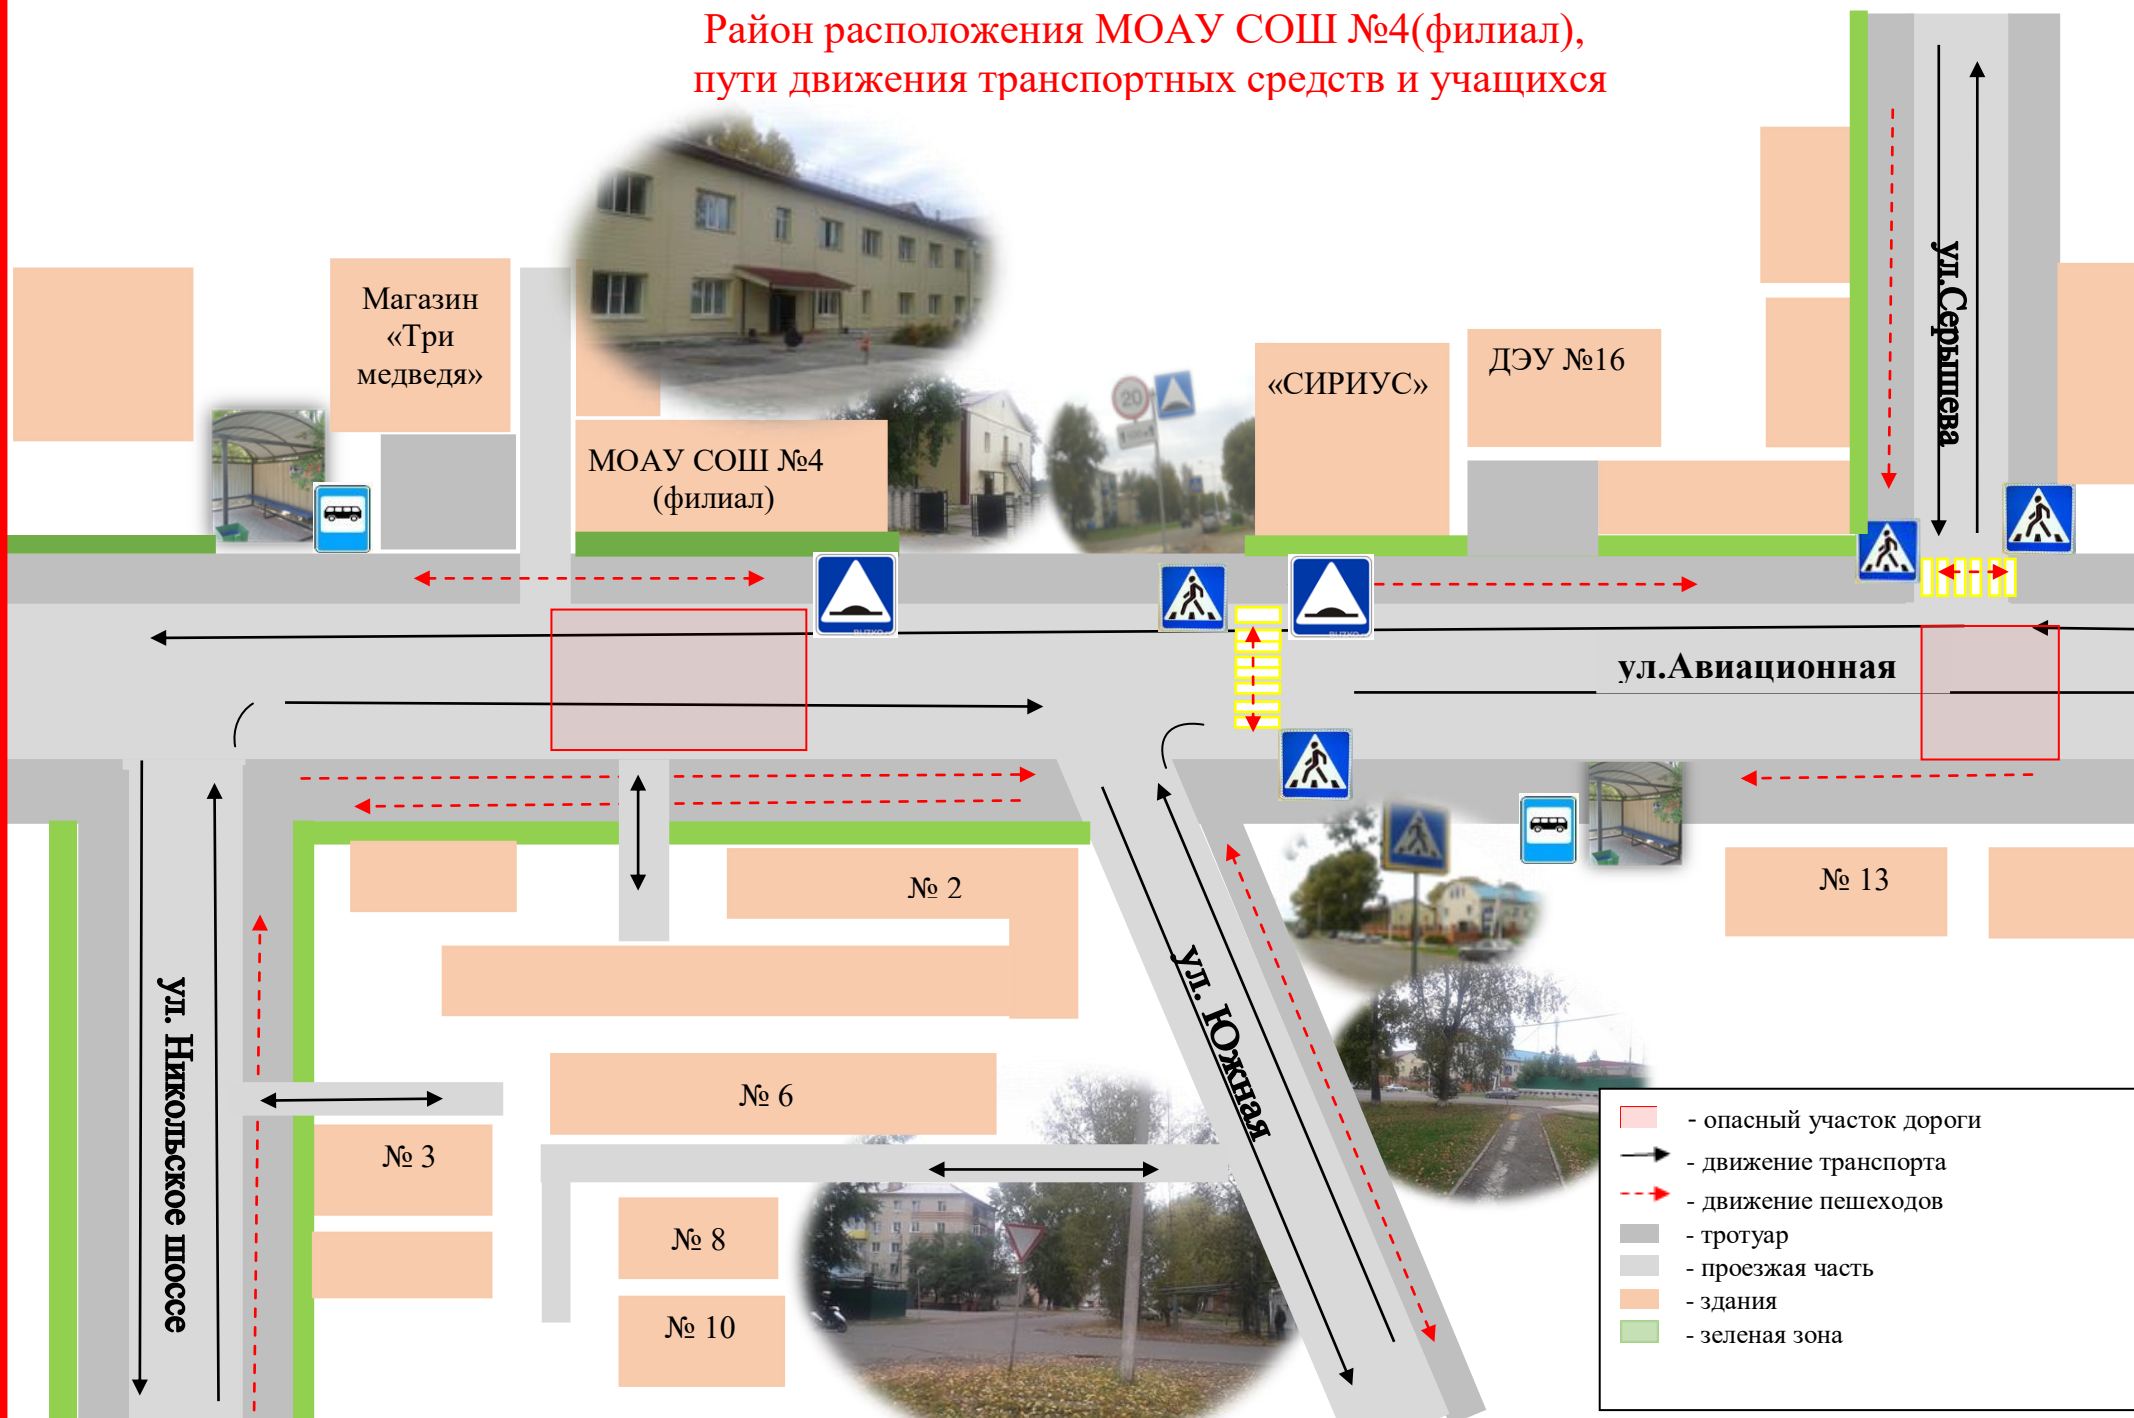 Район расположения МОАУ СОШ №4(филиал),
пути движения транспортных средств и учащихся
Магазин
«Три
медведя»
МОАУ СОШ №4
(филиал)
20
«СИРИУС»
ДЭУ №16
ул.Серышева
ул.Авиационная
№ 2
№ 13
ул. Никольское шоссе
ул. Южная
№ 6
№ 3
№ 8
№ 10
- опасный участок дороги
- движение транспорта
- движение пешеходов
- тротуар
- проезжая часть
- здания
- зеленая зона